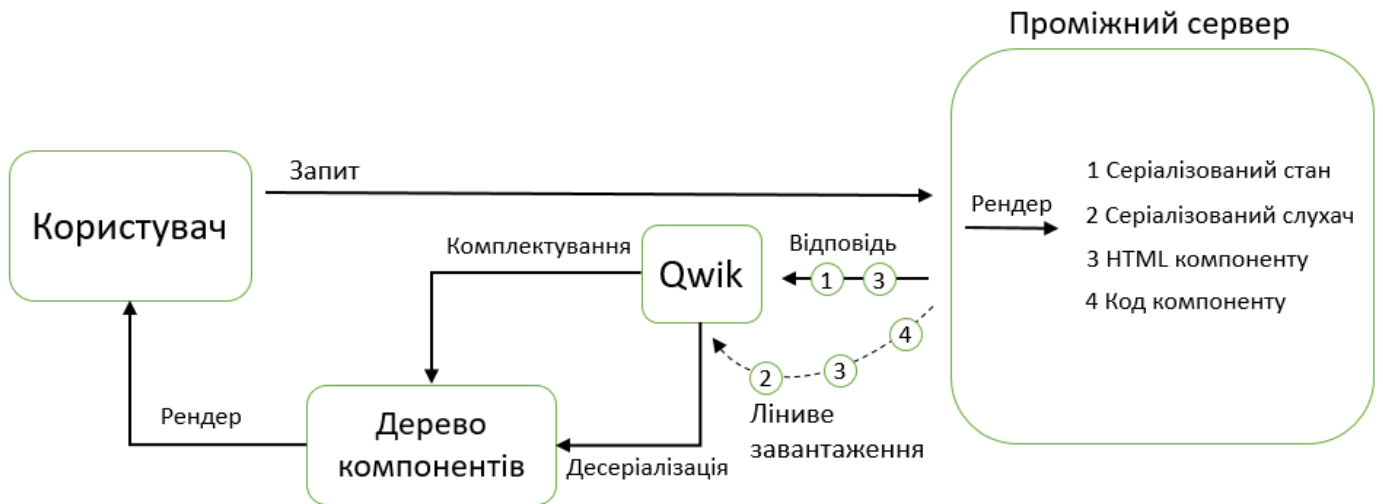 Проміжний сервер
Запит
Користувач
Рендер
1 Серіалізований стан
2 Серіалізований слухач
3 HTML компоненту
4 Код компоненту
Комплектування
Qwik
Відповідь
1
3
4
3
2
Ліниве
завантаження
Рендер
Дерево
компонентів
Десеріалізація